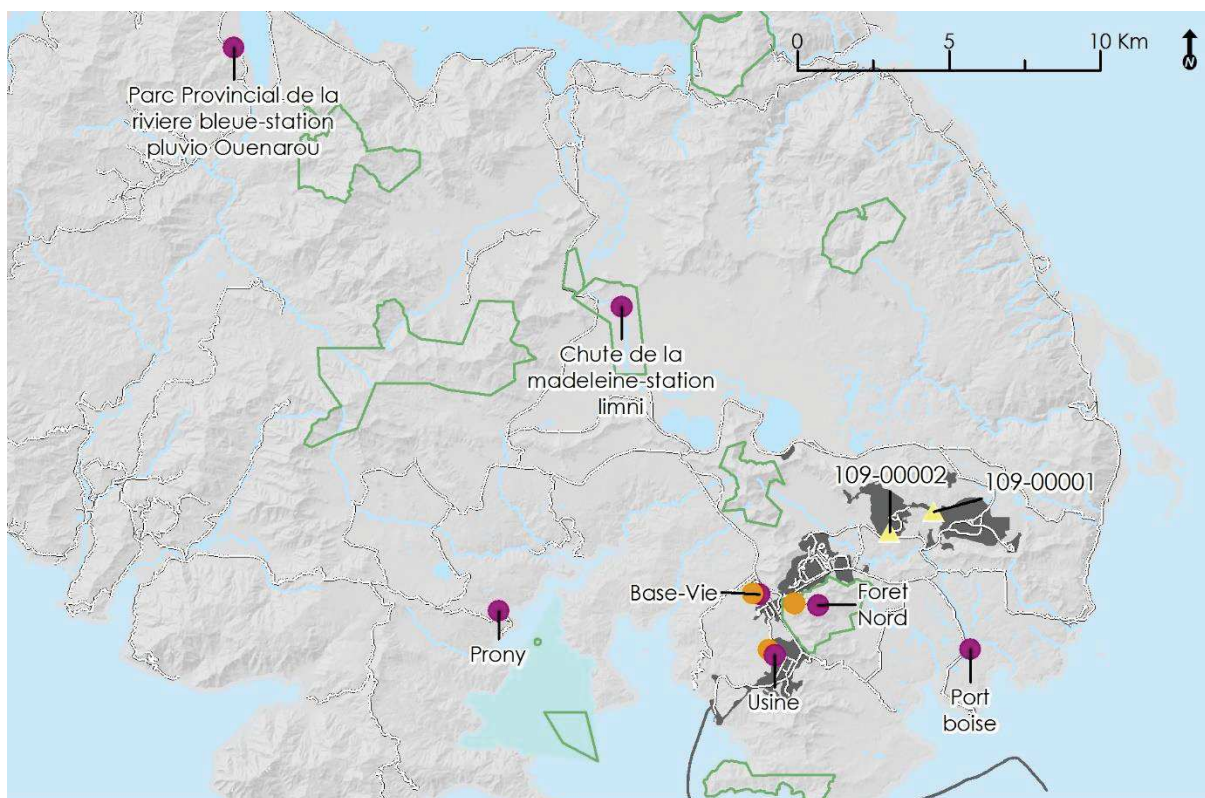 0 5 10 Km
N
Parc Provincial de la
riviere bleue-station
pluvio Ouenarou
Chute de la
madeleine-station
limni
109-00002
109-00001
Base-Vie
Foret
Nord
Prony
Usine
Port
boise